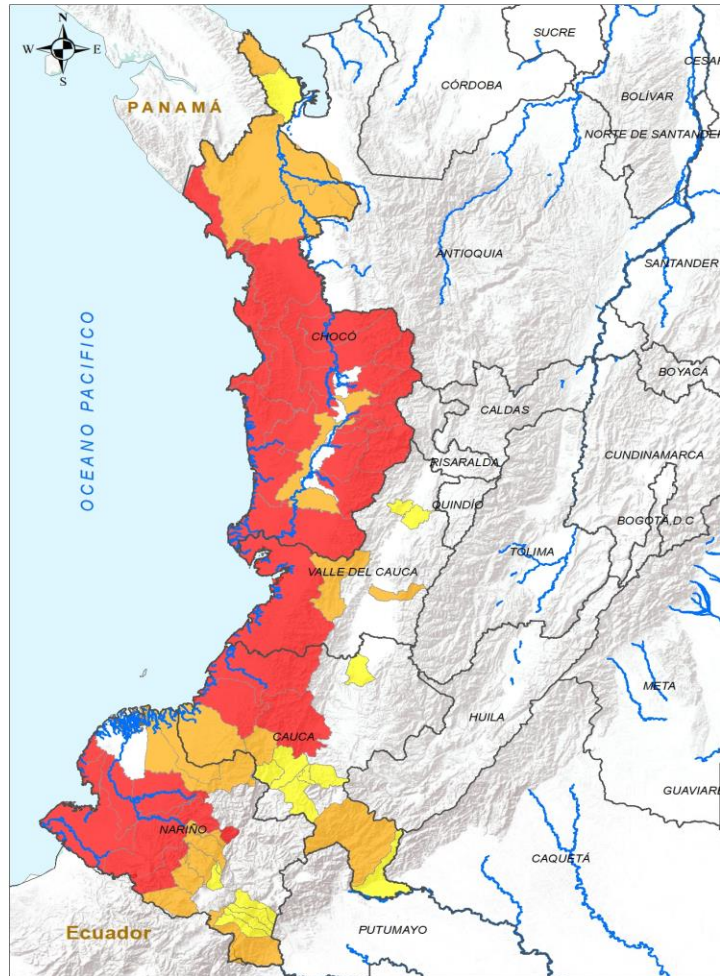 N
W E
S
SUCRE
CESAR
CÓRDOBA
BOLÍVAR
PANAMÁ
NORTE DE SANTANDER
ANTIOQUIA
SANTANDER
OCEANO PACIFICO
CHOCÓ
BOYACÁ
CALDAS
CUNDINAMARCA
RISARALDA
QUINDÍO
BOGOTÁ,D.C
TOLIMA
VALLE DEL CAUCA
META
HUILA
CAUCA
GUAVIARE
NARIÑO
CAQUETÁ
Ecuador
PUTUMAYO